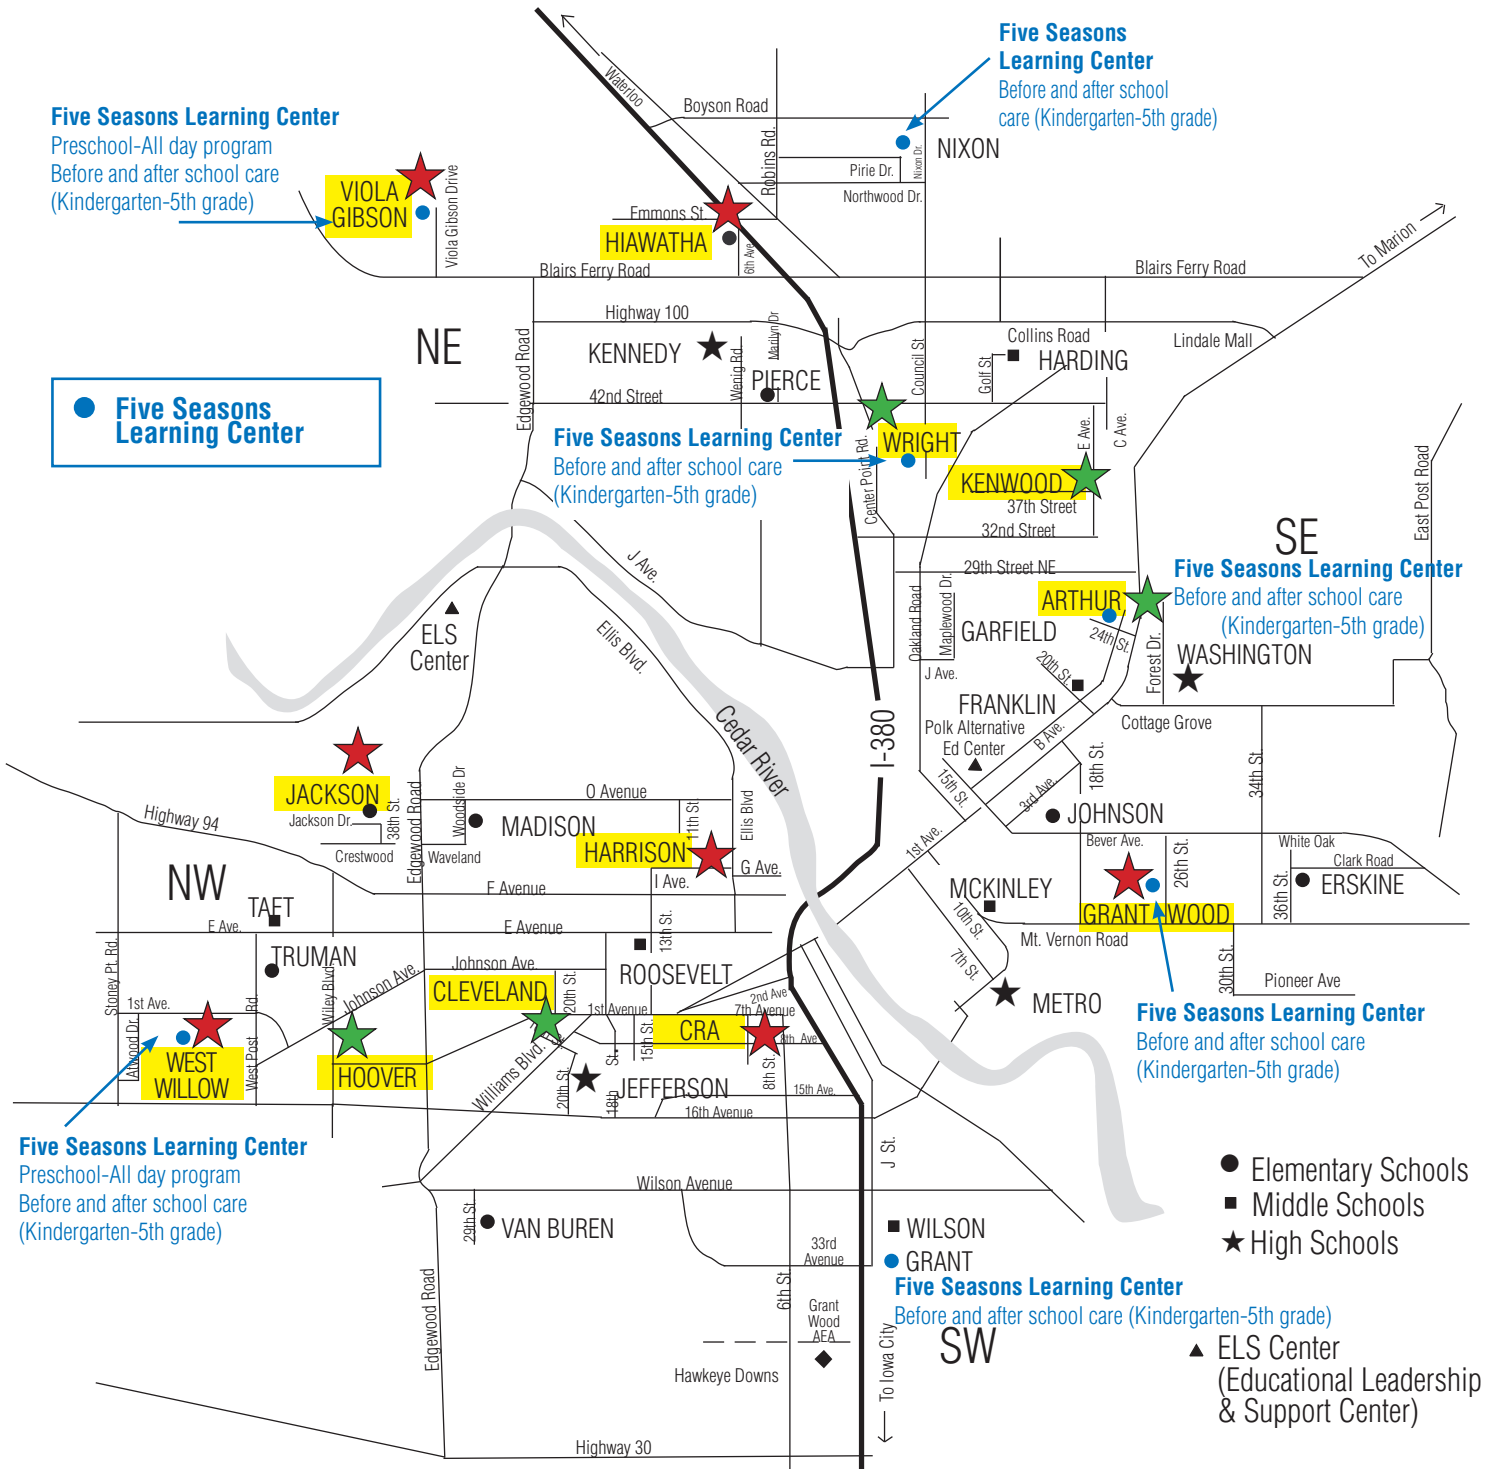 Five Seasons
Learning Center
Before and after school
care (Kindergarten-5th grade)
Waterloo
Boyson Road
Robins Rd.
NIXON
Nixon Dr.
Pirie Dr.
Northwood Dr.
Five Seasons Learning Center
Preschool-All day program
Before and after school care
(Kindergarten-5th grade)
VIOLA
GIBSON
Viola Gibson Drive
Emmons St.
HIAWATHA
6th Ave.
To Marion
Blairs Ferry Road
Blairs Ferry Road
NE
Highway 100
Edgewood Road
KENNEDY
Wenig Rd.
Marilyn Dr
PIERCE
42nd Street
Council St
Collins Road
Golf St
HARDING
Lindale Mall
Five Seasons
Learning Center
Five Seasons Learning Center
Before and after school care
(Kindergarten-5th grade)
Center Point Rd.
WRIGHT
E Ave.
C Ave.
KENWOOD
37th Street
32nd Street
East Post Road
SE
29th Street NE
Five Seasons Learning Center
Before and after school care
(Kindergarten-5th grade)
ARTHUR
J Ave.
Ellis Blvd.
ELS
Center
Oakland Road
Maplewood Dr.
GARFIELD
24th St.
20th St.
Forest Dr.
WASHINGTON
J Ave.
FRANKLIN
Cottage Grove
Polk Alternative
Ed Center
B Ave.
Cedar River
I-380
15th St.
3rd Ave.
18th St.
34th St.
JACKSON
Jackson Dr.
38th St.
Crestwood
Edgewood Road
Woodside Dr
O Avenue
MADISON
Waveland
HARRISON
11th St.
Ellis Blvd
G Ave.
I Ave.
Highway 94
NW
F Avenue
1st Ave.
JOHNSON
Bever Ave.
White Oak
Clark Road
26th St.
36th St.
ERSKINE
MCKINLEY
10th St.
GRANT WOOD
Mt. Vernon Road
TAFT
E Ave.
E Avenue
13th St.
TRUMAN
Stoney Pt. Rd.
Wiley Blvd.
Johnson Ave.
Johnson Ave.
ROOSEVELT
7th St.
METRO
30th St.
Pioneer Ave
CLEVELAND
20th St.
1st Avenue
2nd Ave
7th Avenue
1st Ave.
Atwood Dr.
WEST
WILLOW
West Post
Rd.
HOOVER
Williams Blvd.
15th St.
CRA
8th Ave.
8th St.
20th St.
18th
St.
JEFFERSON
15th Ave.
16th Avenue
Five Seasons Learning Center
Before and after school care
(Kindergarten-5th grade)
Five Seasons Learning Center
Preschool-All day program
Before and after school care
(Kindergarten-5th grade)
J St.
Wilson Avenue
29th St.
VAN BUREN
33rd
Avenue
WILSON
GRANT
Five Seasons Learning Center
Before and after school care (Kindergarten-5th grade)
Elementary Schools
Middle Schools
High Schools
Edgewood Road
6th St.
Grant
Wood
AEA
Hawkeye Downs
To Iowa City
SW
ELS Center
(Educational Leadership
& Support Center)
Highway 30